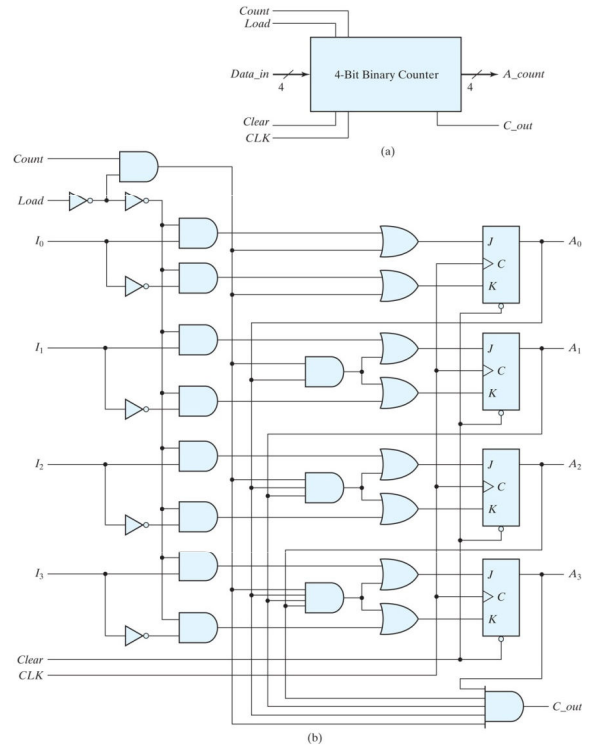 Count
Load
Data_in
4
4-Bit Binary Counter
4
A_count
Clear
CLK
C_out
(a)
Count
Load
I0
J
A0
C
K
I1
J
A1
C
K
I2
J
A2
C
K
I3
J
A3
C
K
Clear
CLK
C_out
(b)